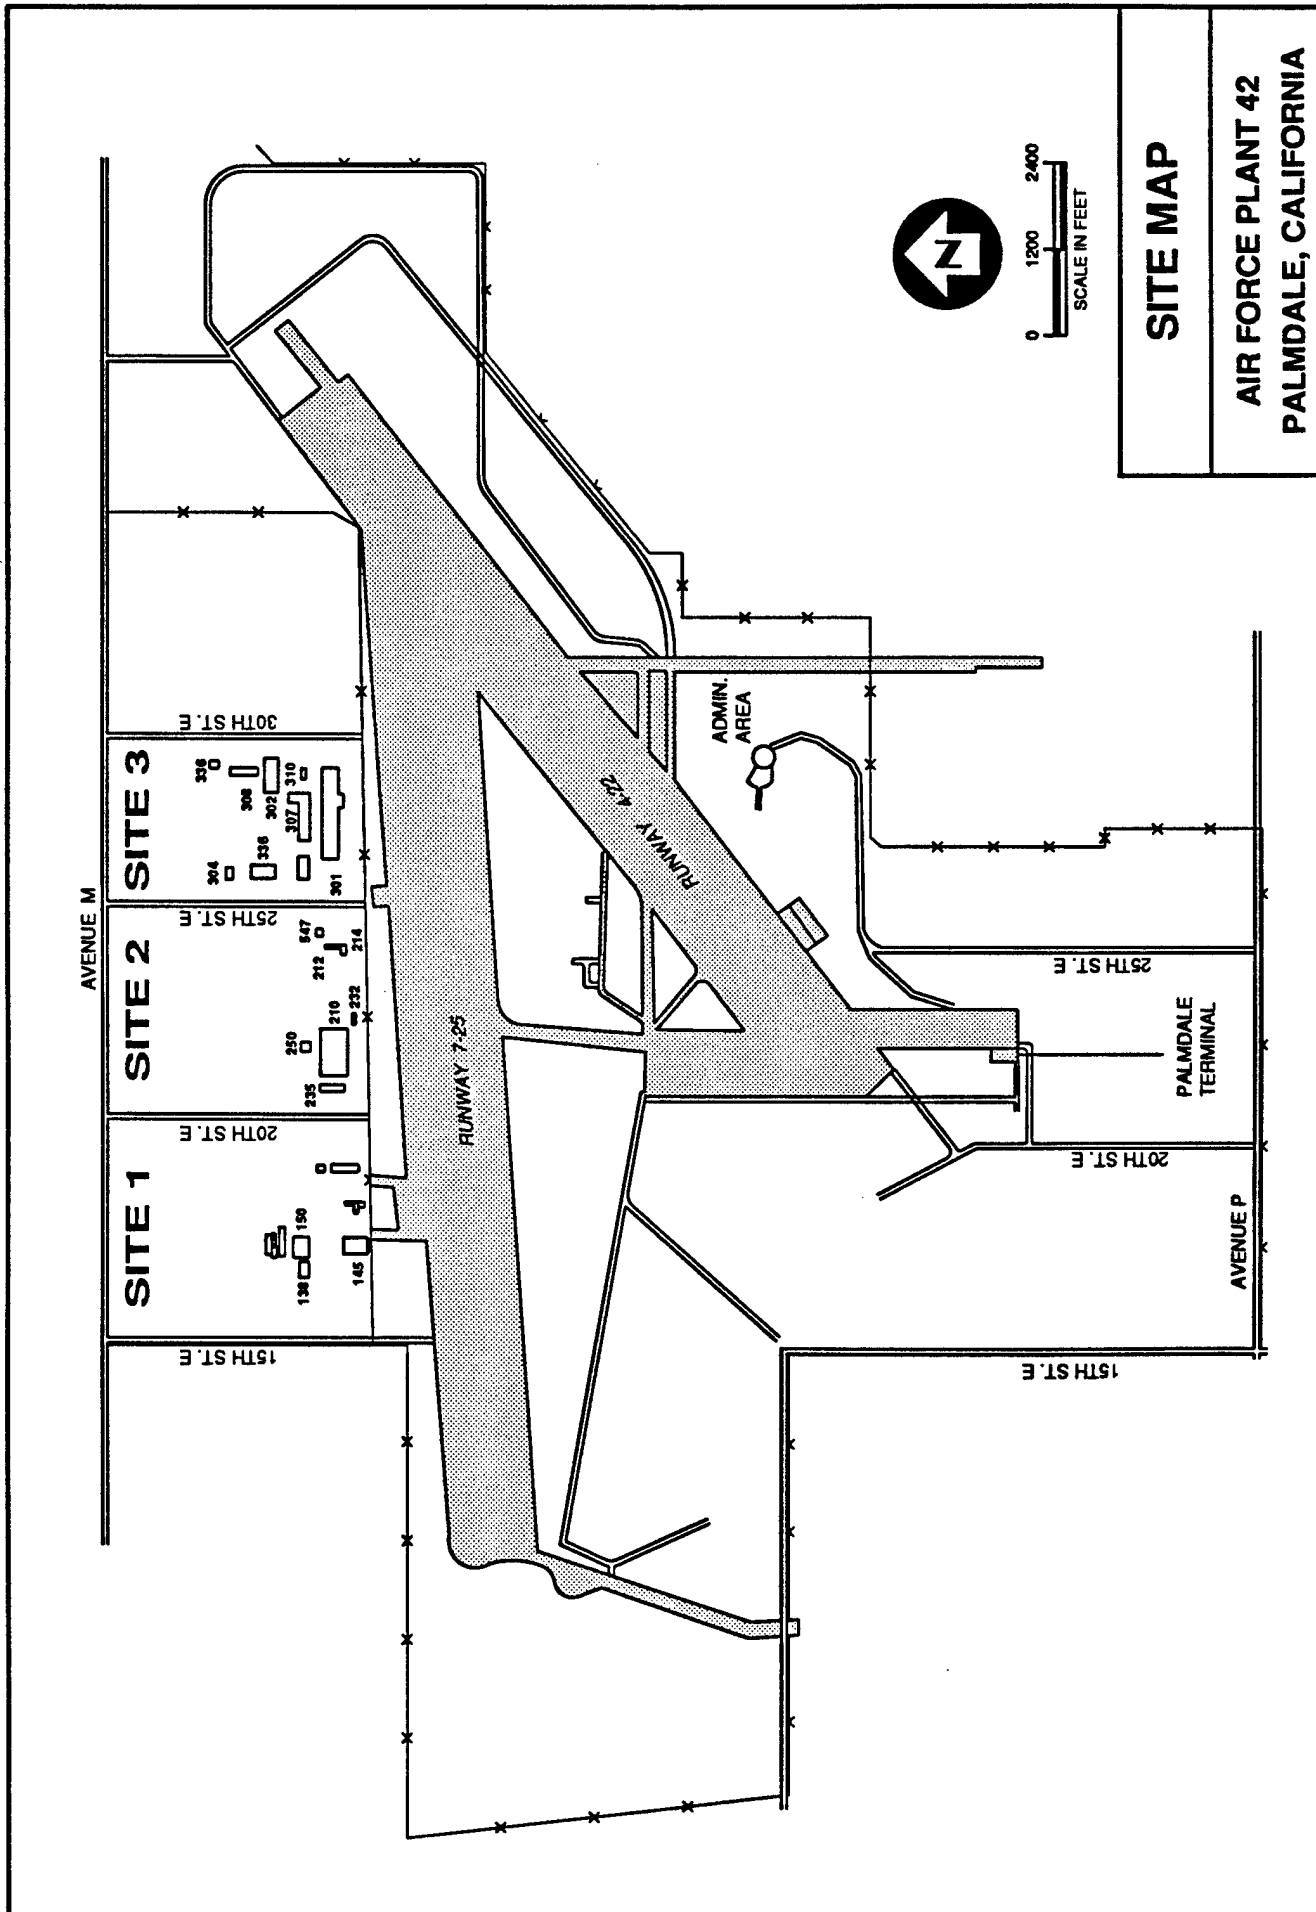 AVENUE M
SITE 1
SITE 2
SITE 3
15TH ST. E
20TH ST. E
25TH ST. E
30TH ST. E
138
150
145
235
250
210
232
212
547
214
304
336
301
307
302
310
308
336
RUNWAY 7-25
RUNWAY 4-22
ADMIN.
AREA
15TH ST. E
20TH ST. E
25TH ST. E
PALMDALE
TERMINAL
AVENUE P
N
0 1200 2400
SCALE IN FEET
SITE MAP
AIR FORCE PLANT 42
PALMDALE, CALIFORNIA